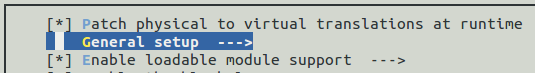 [*] Patch physical to virtual translations at runtime
General setup  --->
[*] Enable loadable module support  --->